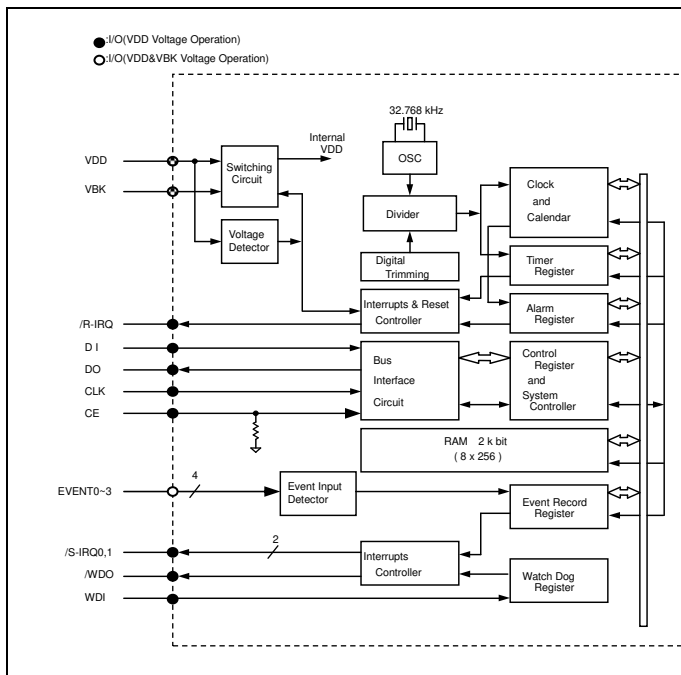 :I/O(VDD Voltage Operation)
:I/O(VDD&VBK Voltage Operation)
32.768 kHz
Internal
VDD
VDD
VBK
Switching
Circuit
OSC
Clock
and
Calendar
Divider
Voltage
Detector
Digital
Trimming
Timer
Register
/R-IRQ
Interrupts & Reset
Controller
Alarm
Register
D I
DO
CLK
CE
Bus
Interface
Circuit
Control
Register
and
System
Controller
RAM 2 k bit
( 8 x 256 )
EVENT0~3
4
Event Input
Detector
Event Record
Register
/S-IRQ0,1
2
/WDO
WDI
Interrupts
Controller
Watch Dog
Register